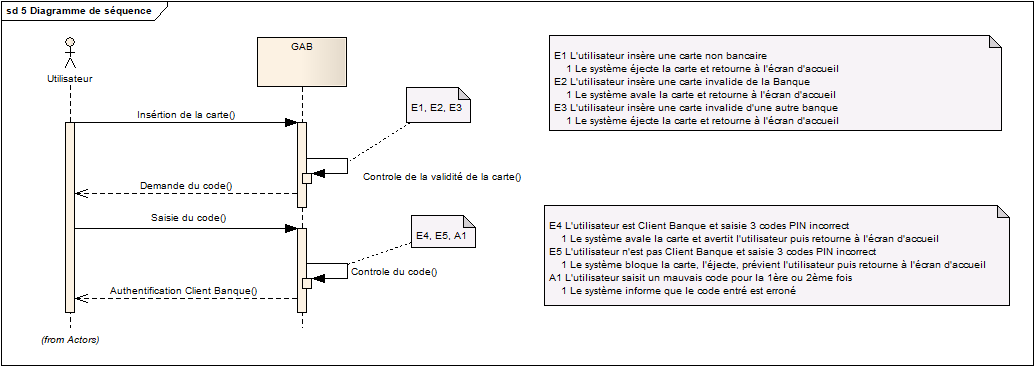 sd 5 Diagramme de séquence
Utilisateur
GAB
E1, E2, E3
Insértion de la carte()
Controle de la validité de la carte()
Demande du code()
Saisie du code()
E4, E5, A1
Controle du code()
Authentification Client Banque()
(from Actors)
E1 L'utilisateur insère une carte non bancaire
1 Le système éjecte la carte et retourne à l'écran d'accueil
E2 L'utilisateur insère une carte invalide de la Banque
1 Le système avale la carte et retourne à l'écran d'accueil
E3 L'utilisateur insère une carte invalide d'une autre banque
1 Le système éjecte la carte et retourne à l'écran d'accueil
E4 L'utilisateur est Client Banque et saisie 3 codes PIN incorrect
1 Le système avale la carte et avertit l'utilisateur puis retourne à l'écran d'accueil
E5 L'utilisateur n'est pas Client Banque et saisie 3 codes PIN incorrect
1 Le système bloque la carte, l'éjecte, prévient l'utilisateur puis retourne à l'écran d'accueil
A1 L'utilisateur saisit un mauvais code pour la 1ère ou 2ème fois
1 Le système informe que le code entré est erroné